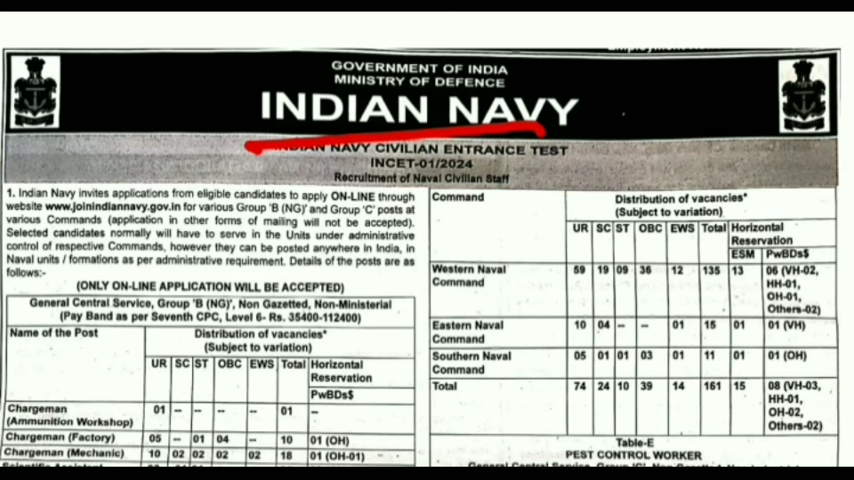 GOVERNMENT OF INDIA
MINISTRY OF DEFENCE
INDIAN NAVY
INDIAN NAVY CIVILIAN ENTRANCE TEST
INCET-01/2024
Recruitment of Naval Civilian Staff
1. Indian Navy invites applications from eligible candidates to apply ON-LINE through
website www.joinindiannavy.gov.in for various Group 'B (NG)' and Group 'C' posts at
various Commands (application in other forms of mailing will not be accepted).
Selected candidates normally will have to serve in the Units under administrative
control of respective Commands, however they can be posted anywhere in India, in
Naval units / formations as per administrative requirement. Details of the posts are as
follows:-
(ONLY ON-LINE APPLICATION WILL BE ACCEPTED)
General Central Service, Group 'B (NG)', Non Gazetted, Non-Ministerial
(Pay Band as per Seventh CPC, Level 6- Rs. 35400-112400)
Name of the Post Distribution of vacancies*
(Subject to variation)
UR SC ST OBC EWS Total Horizontal
Reservation
PwBDs$
Chargeman 01 -- -- -- -- 01 --
(Ammunition Workshop)
Chargeman (Factory) 05 -- 01 04 -- 10 01 (OH)
Chargeman (Mechanic) 10 02 02 02 02 18 01 (OH-01)
Scientific Assistant
Command Distribution of vacancies*
(Subject to variation)
UR SC ST OBC EWS Total Horizontal
Reservation
ESM PwBDs$
Western Naval 59 19 09 36 12 135 13 06 (VH-02,
Command HH-01,
OH-01,
Others-02)
Eastern Naval 10 04 -- -- 01 15 01 01 (VH)
Command
Southern Naval 05 01 01 03 01 11 01 01 (OH)
Command
Total 74 24 10 39 14 161 15 08 (VH-03,
HH-01,
OH-02,
Others-02)
Table-E
PEST CONTROL WORKER